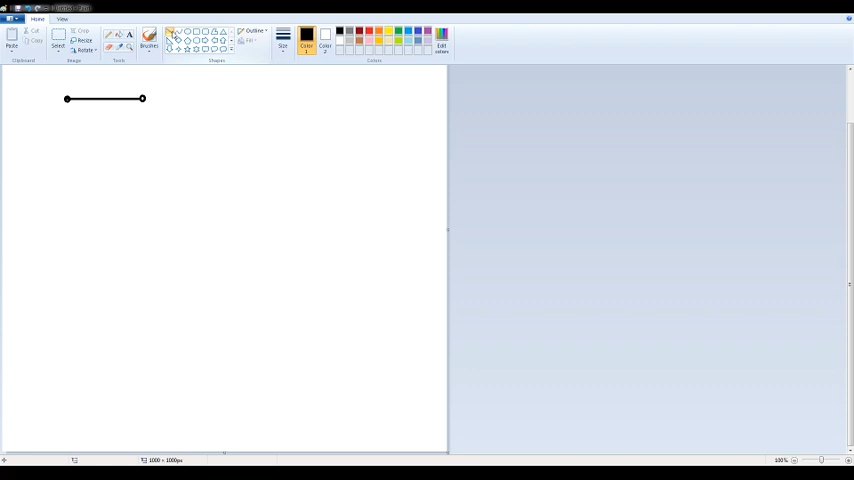 Home View
Paste
Cut
Copy
Clipboard
Select
Crop
Resize
Rotate
Image
A
Tools
Brushes
Shapes
Outline
Fill
Size
Color 1
Color 2
Edit colors
Colors
1000 × 1000px
100%